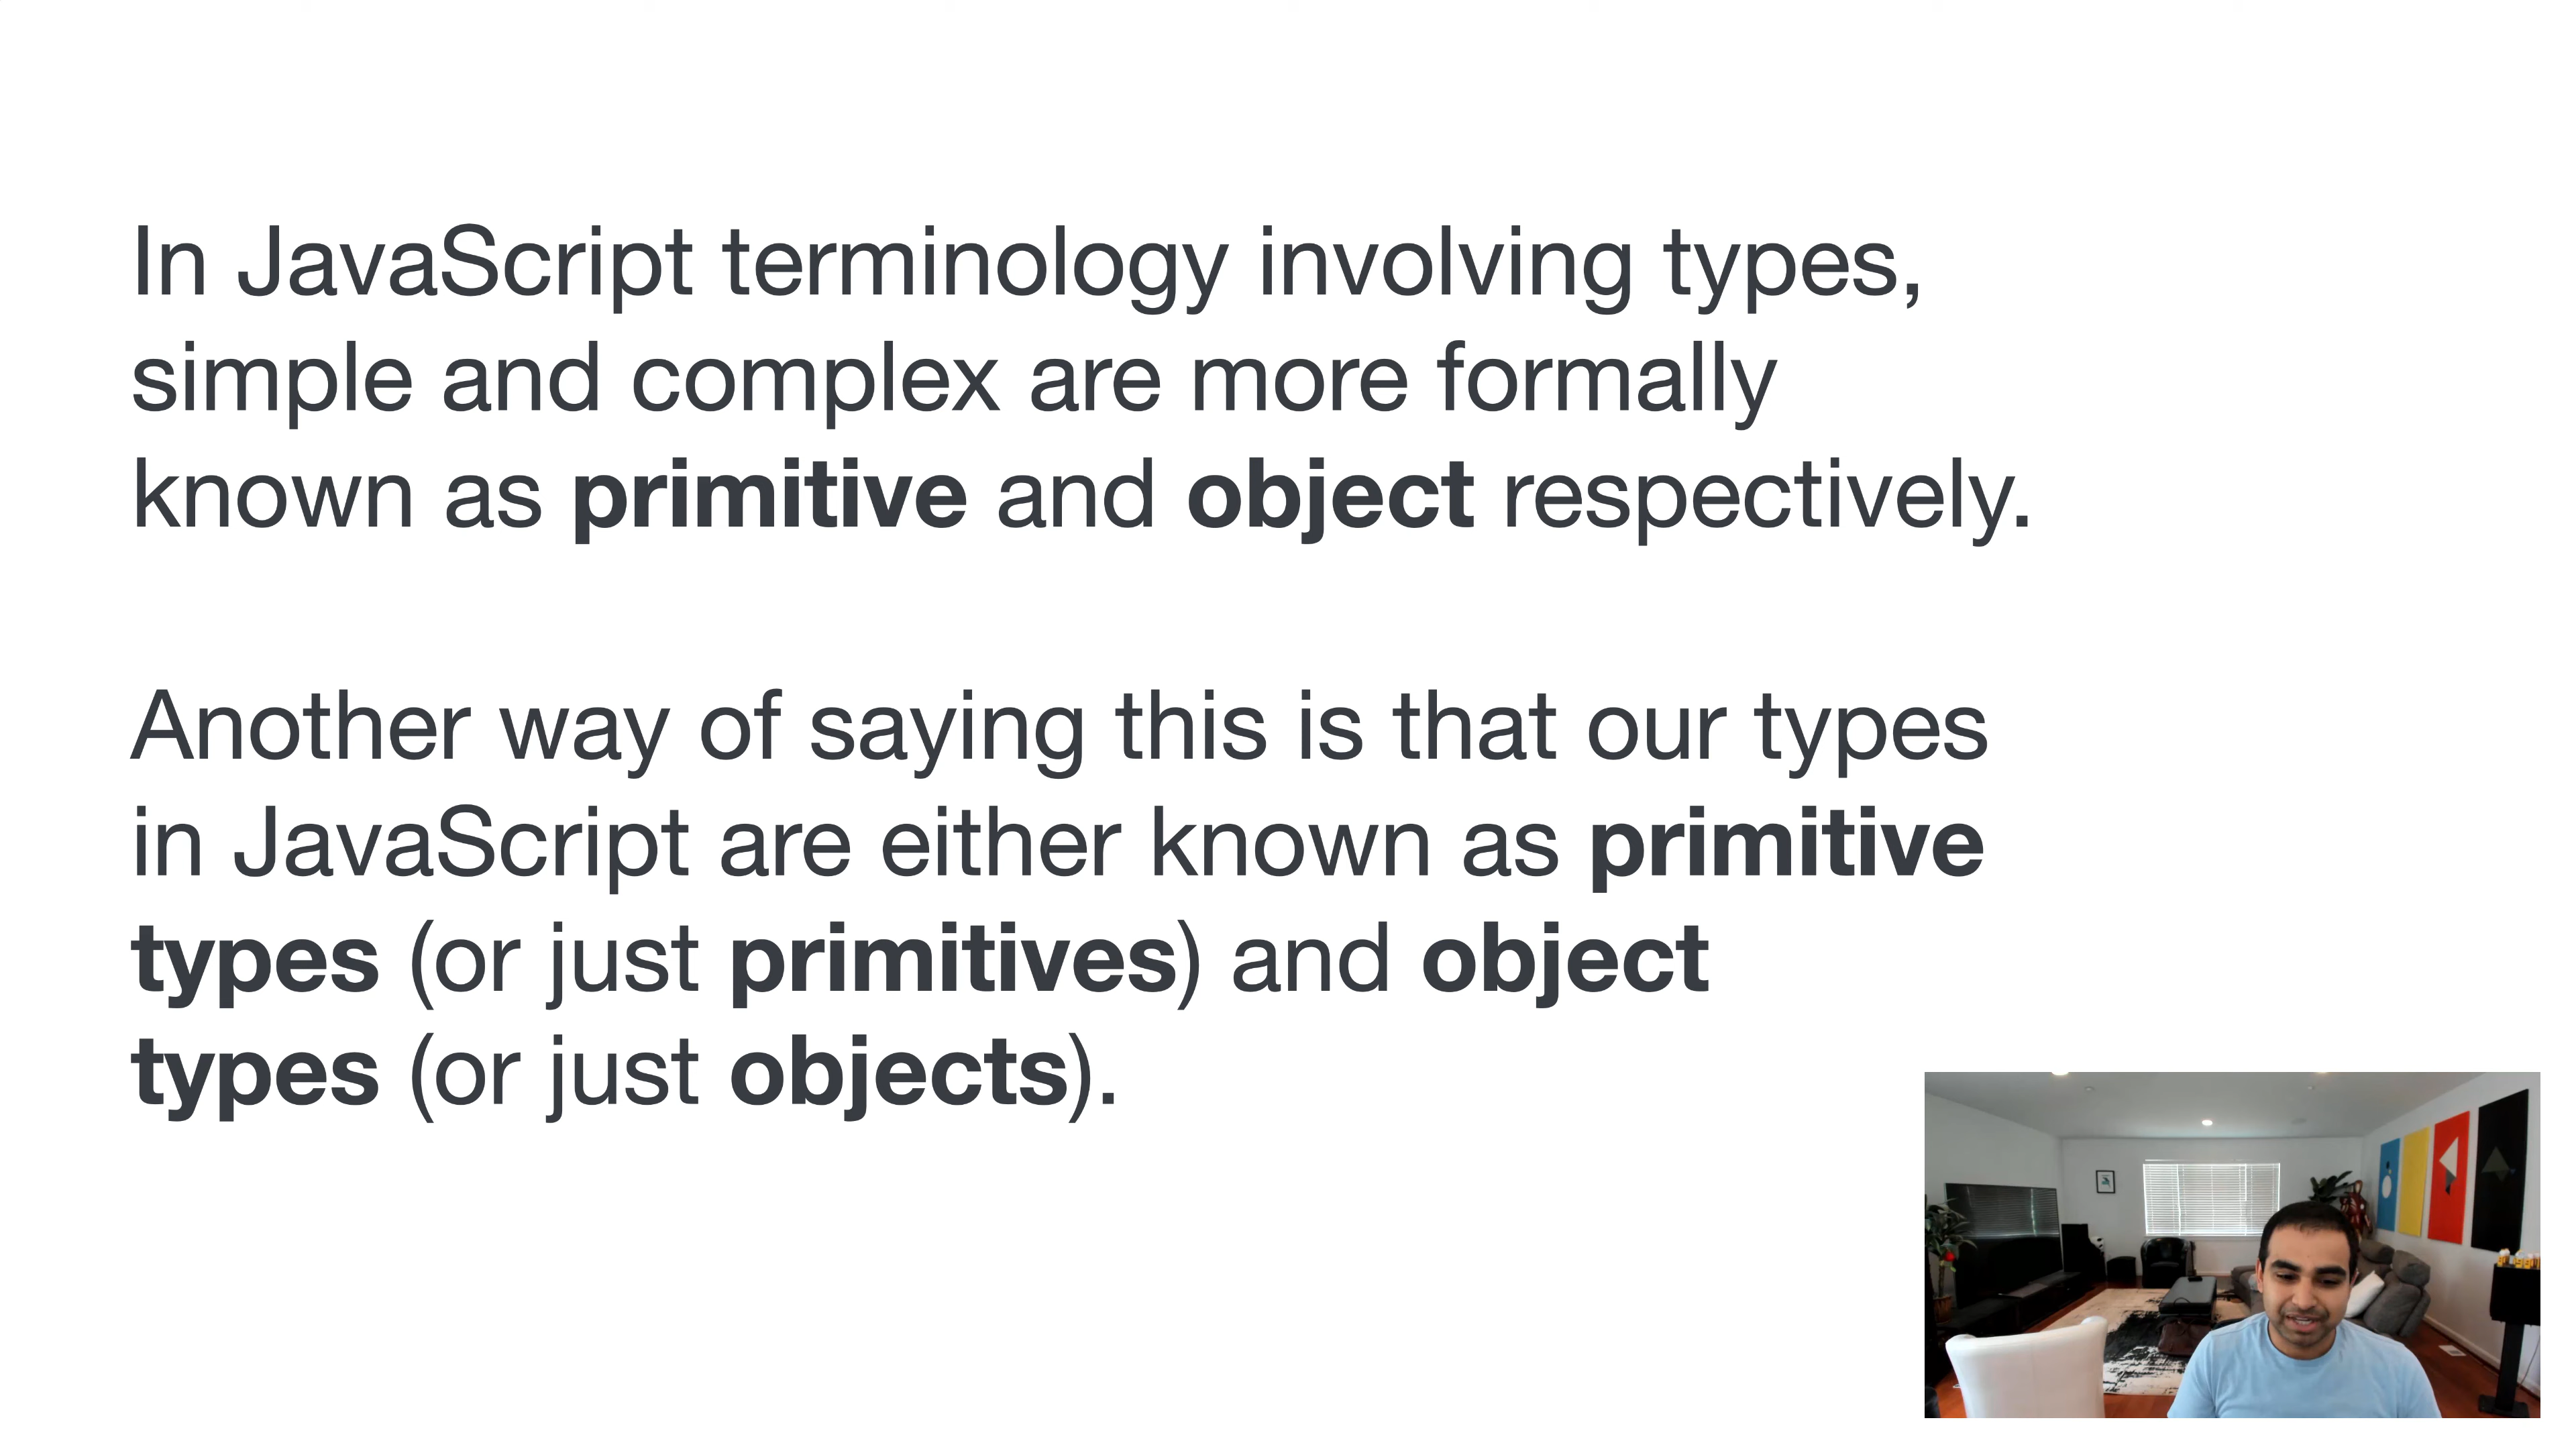 In JavaScript terminology involving types,
simple and complex are more formally
known as primitive and object respectively.
Another way of saying this is that our types
in JavaScript are either known as primitive
types (or just primitives) and object
types (or just objects).